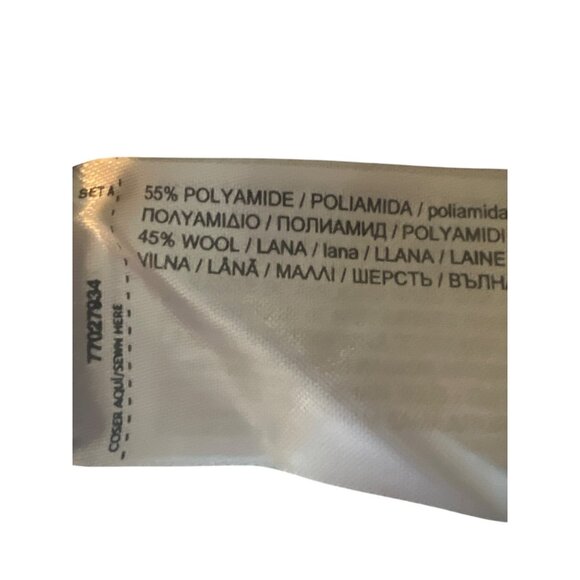 SET A
77027934
COSER AQUÍ/SEWN HERE
55% POLYAMIDE / POLIAMIDA / poliamida
ΠΟΛΥΑΜΙΔΙΟ / ПОЛИАМИД / POLYAMIDI
45% WOOL / LANA / lana / LLANA / LAINE
VILNA / LÂNĂ / ΜΑΛΛΙ / ШЕРСТЬ / ВЪЛНА